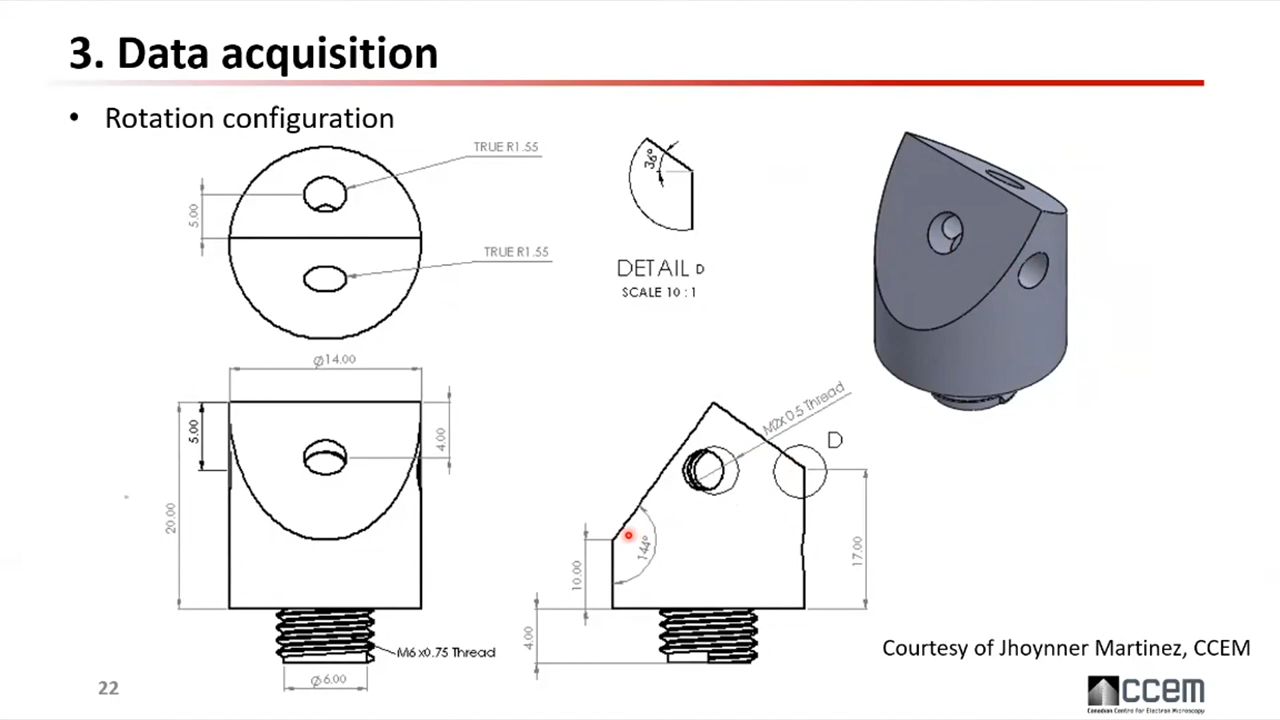 3. Data acquisition
• Rotation configuration
TRUE R1.55
5.00
TRUE R1.55
36°
DETAIL D
SCALE 10 : 1
Ø14.00
5.00
4.00
20.00
M6 x0.75 Thread
Ø6.00
M2x 0.5 Thread
D
144°
10.00
17.00
4.00
Courtesy of Jhoynner Martinez, CCEM
22
ccem
Canadian Centre for Electron Microscopy